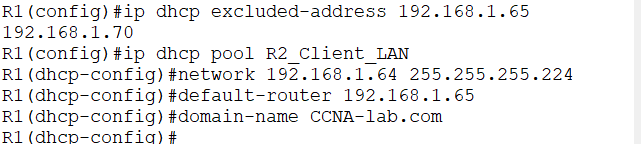 R1(config)#ip dhcp excluded-address 192.168.1.65
192.168.1.70
R1(config)#ip dhcp pool R2_Client_LAN
R1(dhcp-config)#network 192.168.1.64 255.255.255.224
R1(dhcp-config)#default-router 192.168.1.65
R1(dhcp-config)#domain-name CCNA-lab.com
R1(dhcp-config)#